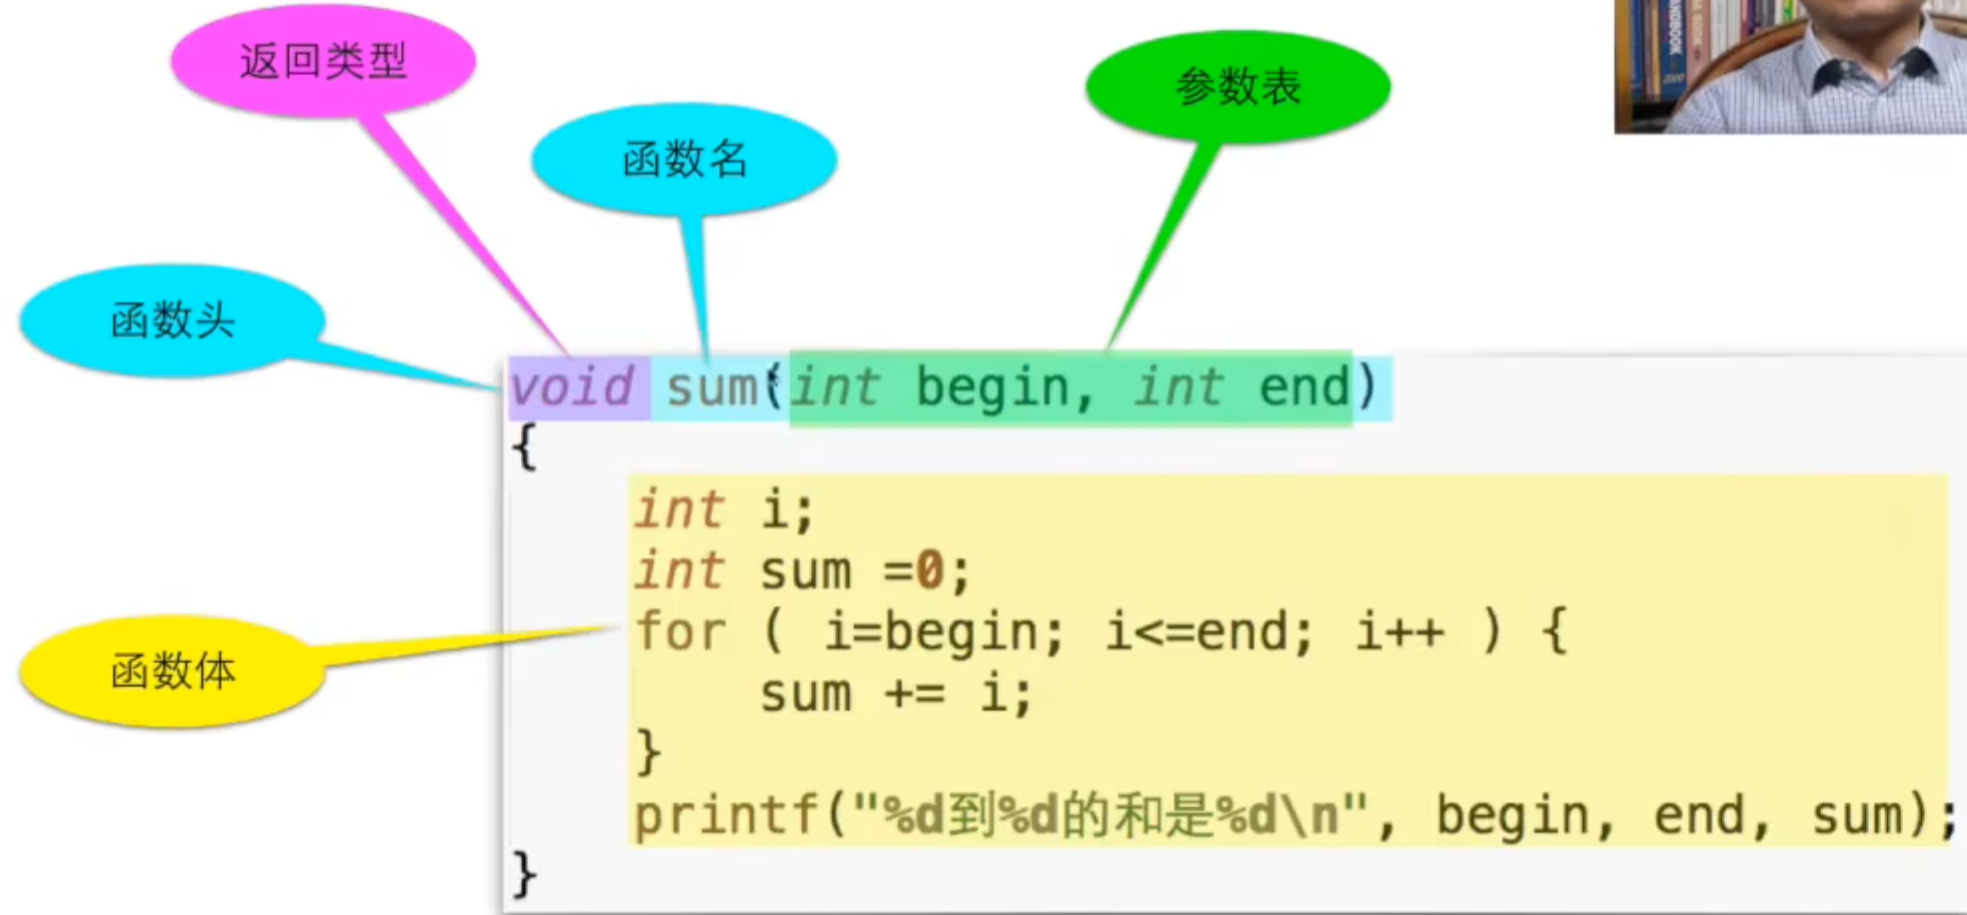 返回类型
函数名
参数表
函数头
void sum(int begin, int end)
{
int i;
int sum =0;
for ( i=begin; i<=end; i++ ) {
sum += i;
}
函数体
printf("%d到%d的和是%d\n", begin, end, sum);
}